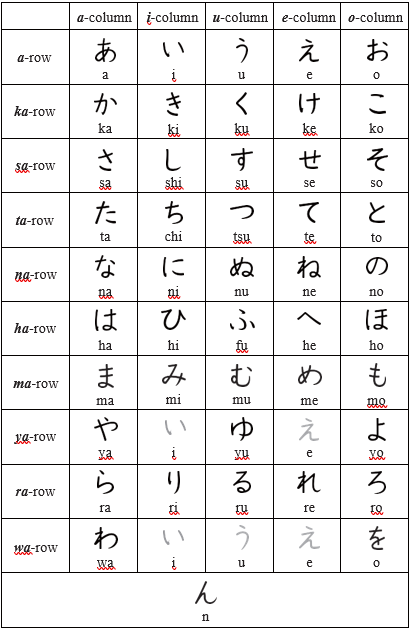 a-column i-column u-column e-column o-column
a-row あ い う え お
a i u e o
ka-row か き く け こ
ka ki ku ke ko
sa-row さ し す せ そ
sa shi su se so
ta-row た ち つ て と
ta chi tsu te to
na-row な に ぬ ね の
na ni nu ne no
ha-row は ひ ふ へ ほ
ha hi fu he ho
ma-row ま み む め も
ma mi mu me mo
ya-row や い ゆ え よ
ya i yu e yo
ra-row ら り る れ ろ
ra ri ru re ro
wa-row わ い う え を
wa i u e o
ん
n